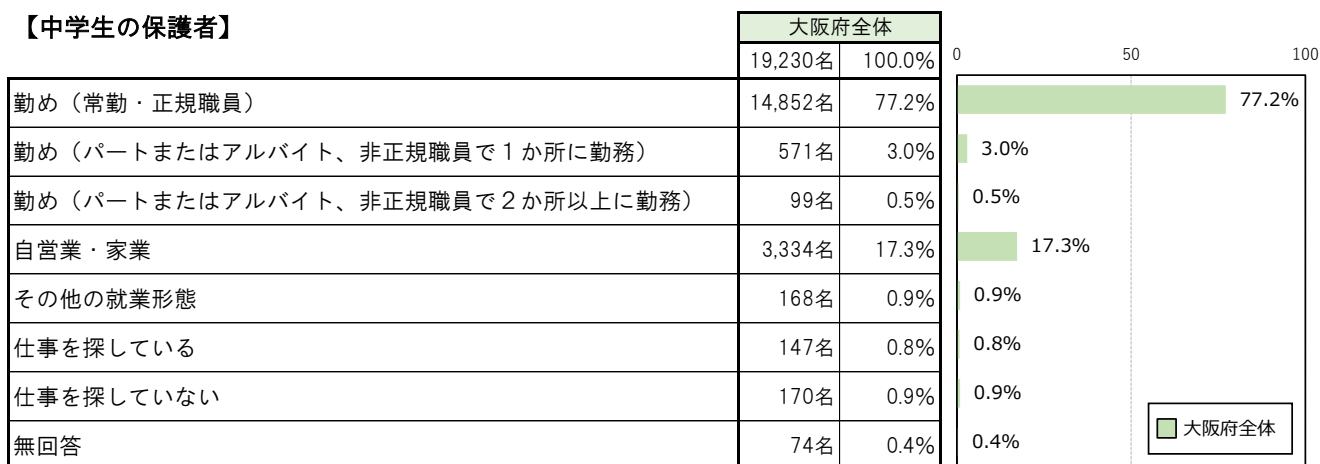 【中学生の保護者】
大阪府全体
19,230名 100.0%
0 50 100
勤め（常勤・正規職員） 14,852名 77.2% 77.2%
勤め（パートまたはアルバイト、非正規職員で１か所に勤務） 571名 3.0% 3.0%
勤め（パートまたはアルバイト、非正規職員で２か所以上に勤務） 99名 0.5% 0.5%
自営業・家業 3,334名 17.3% 17.3%
その他の就業形態 168名 0.9% 0.9%
仕事を探している 147名 0.8% 0.8%
仕事を探していない 170名 0.9% 0.9%
大阪府全体
無回答 74名 0.4% 0.4%